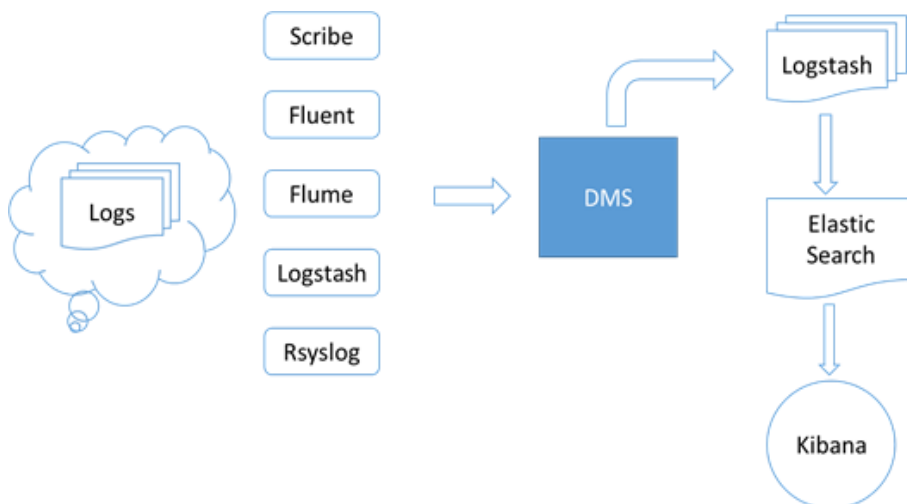 Logs
Scribe
Fluent
Flume
Logstash
Rsyslog
DMS
Logstash
Elastic
Search
Kibana